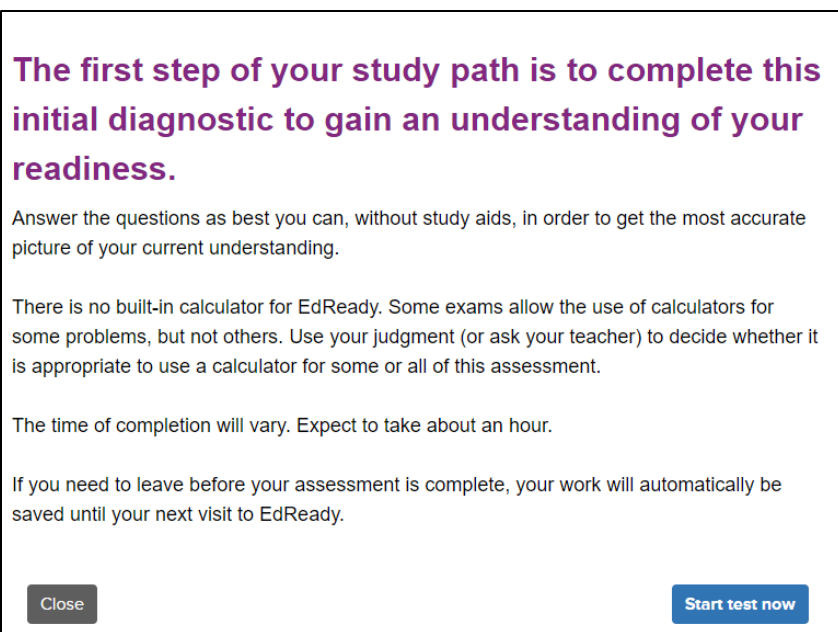 The first step of your study path is to complete this
initial diagnostic to gain an understanding of your
readiness.
Answer the questions as best you can, without study aids, in order to get the most accurate
picture of your current understanding.
There is no built-in calculator for EdReady. Some exams allow the use of calculators for
some problems, but not others. Use your judgment (or ask your teacher) to decide whether it
is appropriate to use a calculator for some or all of this assessment.
The time of completion will vary. Expect to take about an hour.
If you need to leave before your assessment is complete, your work will automatically be
saved until your next visit to EdReady.
Close
Start test now